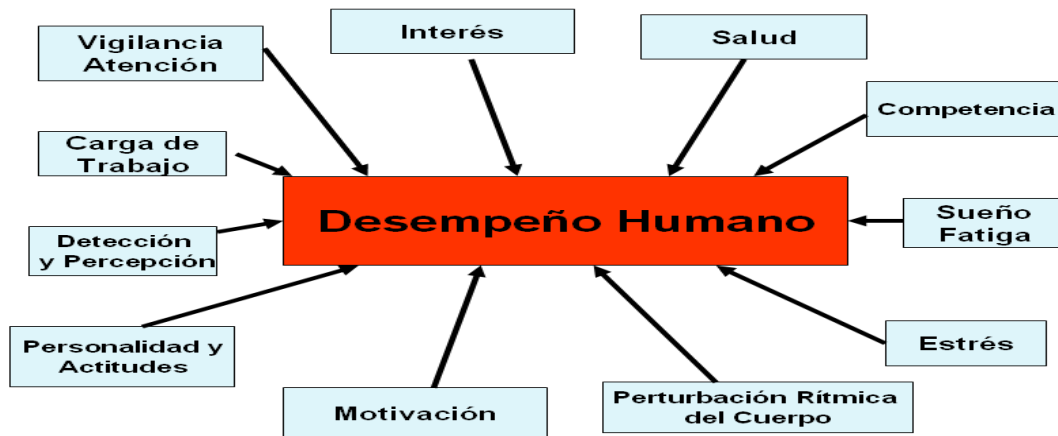 Vigilancia
Atención
Interés
Salud
Competencia
Carga de
Trabajo
Desempeño Humano
Sueño
Fatiga
Detección
y Percepción
Personalidad y
Actitudes
Motivación
Perturbación Rítmica
del Cuerpo
Estrés